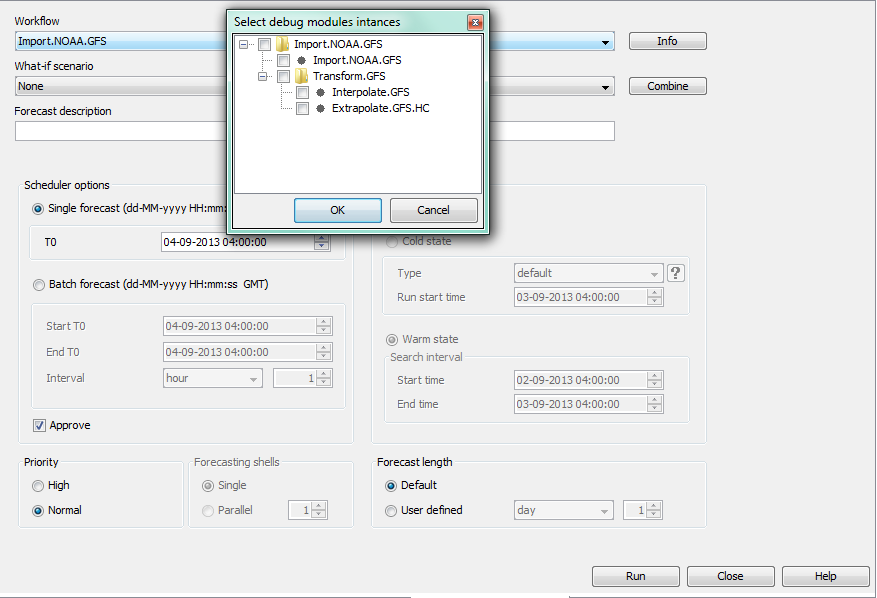 Select debug modules intances
Import.NOAA.GFS
Import.NOAA.GFS
Transform.GFS
Interpolate.GFS
Extrapolate.GFS.HC
OK
Cancel
Workflow
Import.NOAA.GFS
Info
What-if scenario
None
Combine
Forecast description
Scheduler options
Single forecast (dd-MM-yyyy HH:mm:
T0
04-09-2013 04:00:00
Batch forecast (dd-MM-yyyy HH:mm:ss GMT)
Start T0
04-09-2013 04:00:00
End T0
04-09-2013 04:00:00
Interval
hour
1
Approve
Cold state
Type
default
?
Run start time
03-09-2013 04:00:00
Warm state
Search interval
Start time
02-09-2013 04:00:00
End time
03-09-2013 04:00:00
Priority
High
Normal
Forecasting shells
Single
Parallel
1
Forecast length
Default
User defined
day
1
Run
Close
Help